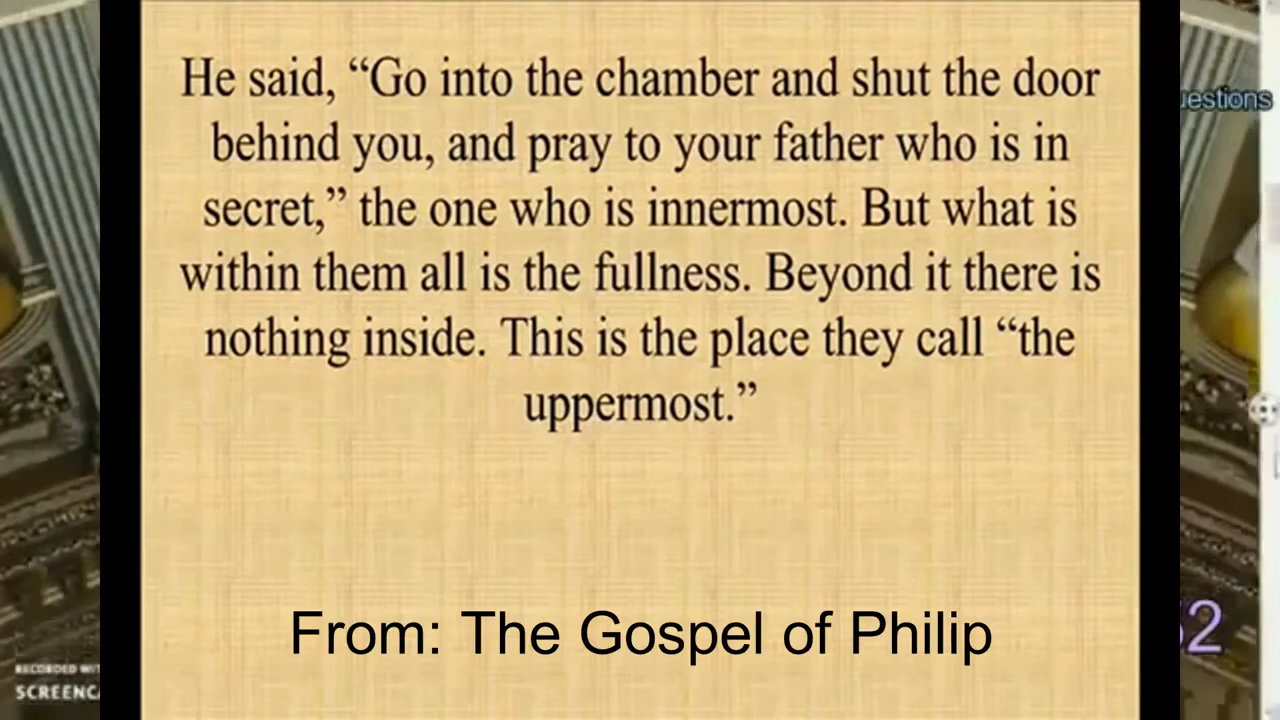 He said, “Go into the chamber and shut the door
behind you, and pray to your father who is in
secret,” the one who is innermost. But what is
within them all is the fullness. Beyond it there is
nothing inside. This is the place they call “the
uppermost.”
From: The Gospel of Philip